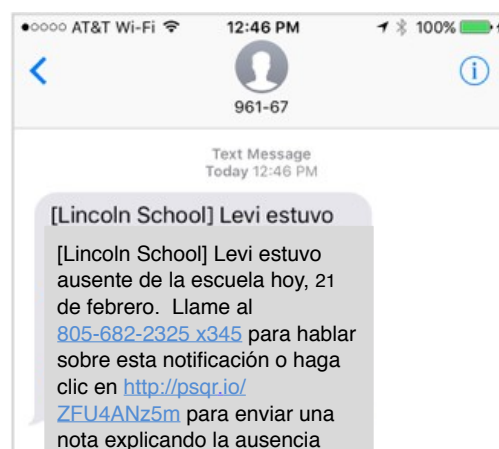 AT&T Wi-Fi 12:46 PM 100%
961-67
Text Message
Today 12:46 PM
[Lincoln School] Levi estuvo
[Lincoln School] Levi estuvo
ausente de la escuela hoy, 21
de febrero. Llame al
805-682-2325 x345 para hablar
sobre esta notificación o haga
clic en http://psqr.io/
ZFU4ANz5m para enviar una
nota explicando la ausencia